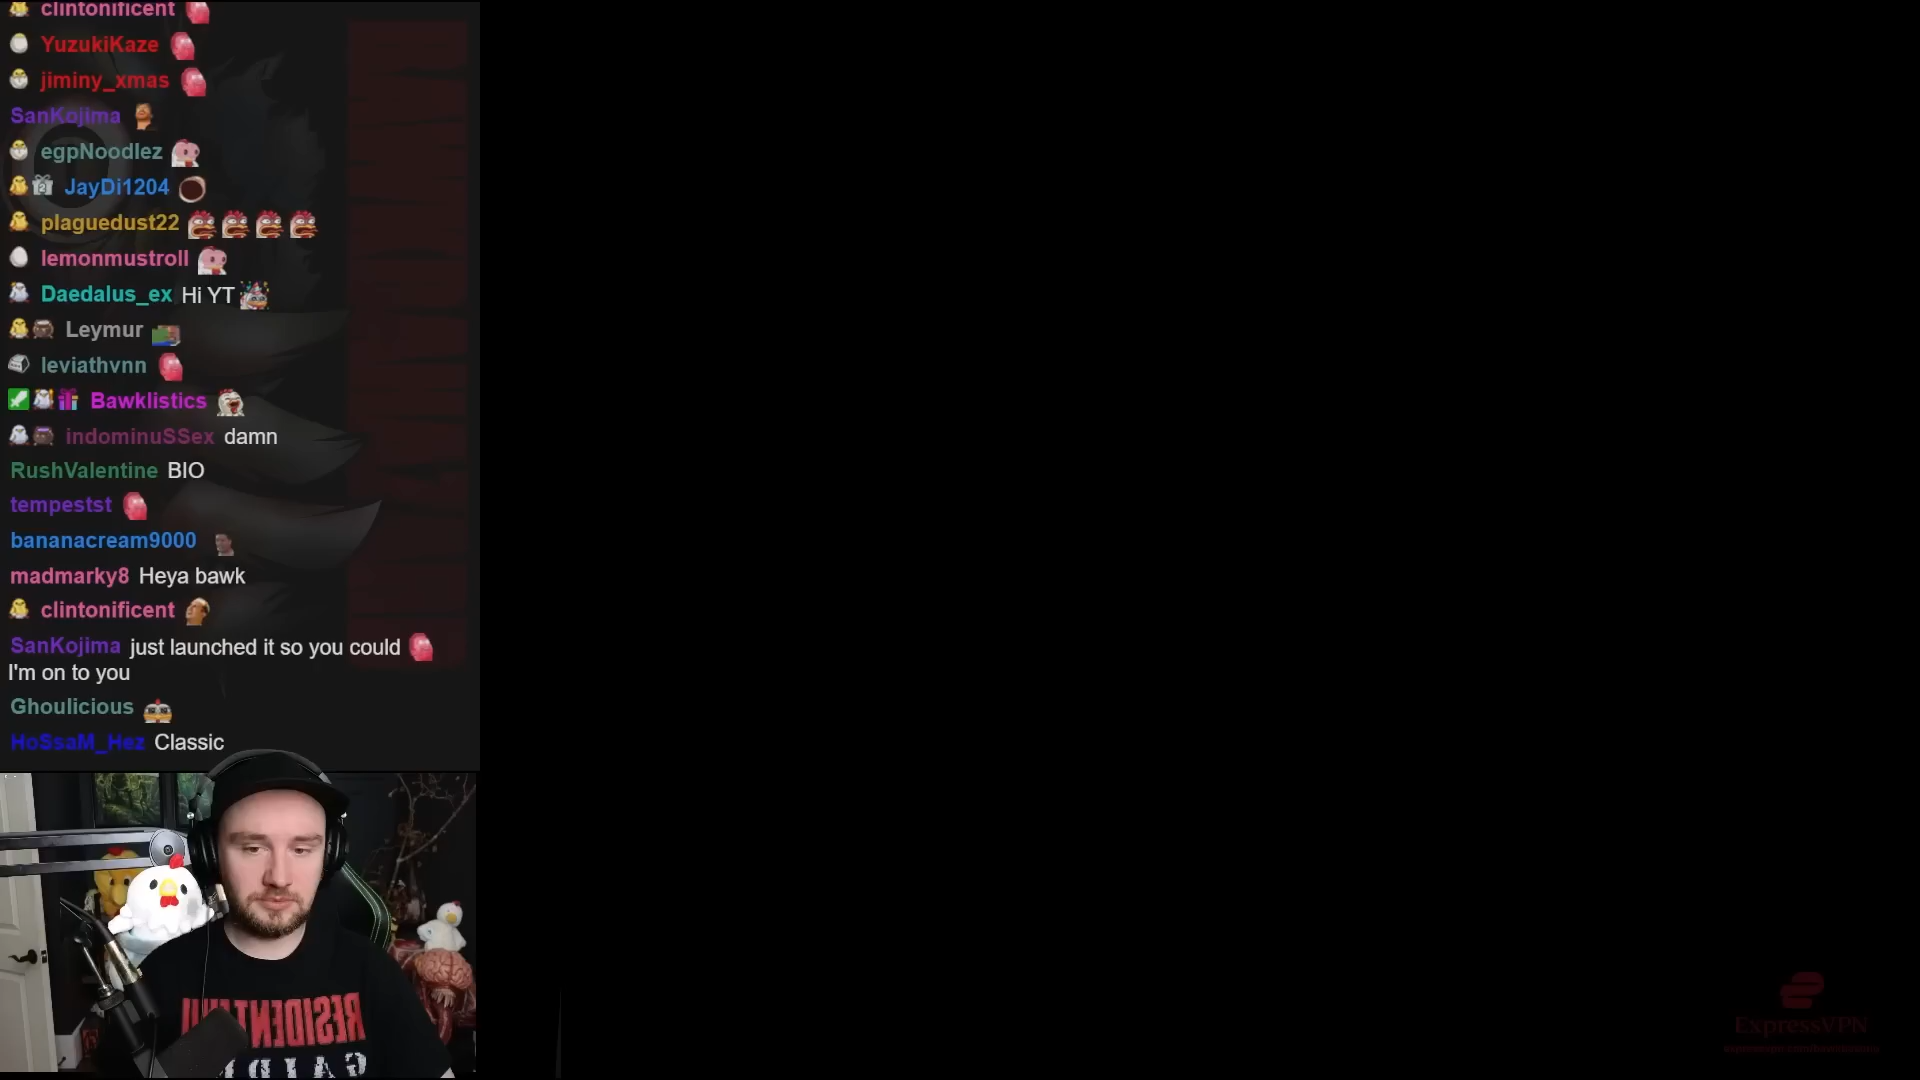 clintonificent
YuzukiKaze
jiminy_xmas
SanKojima
egpNoodlez
JayDi1204
plaguedust22
lemonmustroll
Daedalus_ex Hi YT
Leymur
leviathvnn
Bawklistics
indominuSSex damn
RushValentine BIO
tempestst
bananacream9000
madmarky8 Heya bawk
clintonificent
SanKojima just launched it so you could
I'm on to you
Ghoulicious
HoSsaM_Hez Classic
RESIDENT
ExpressVPN